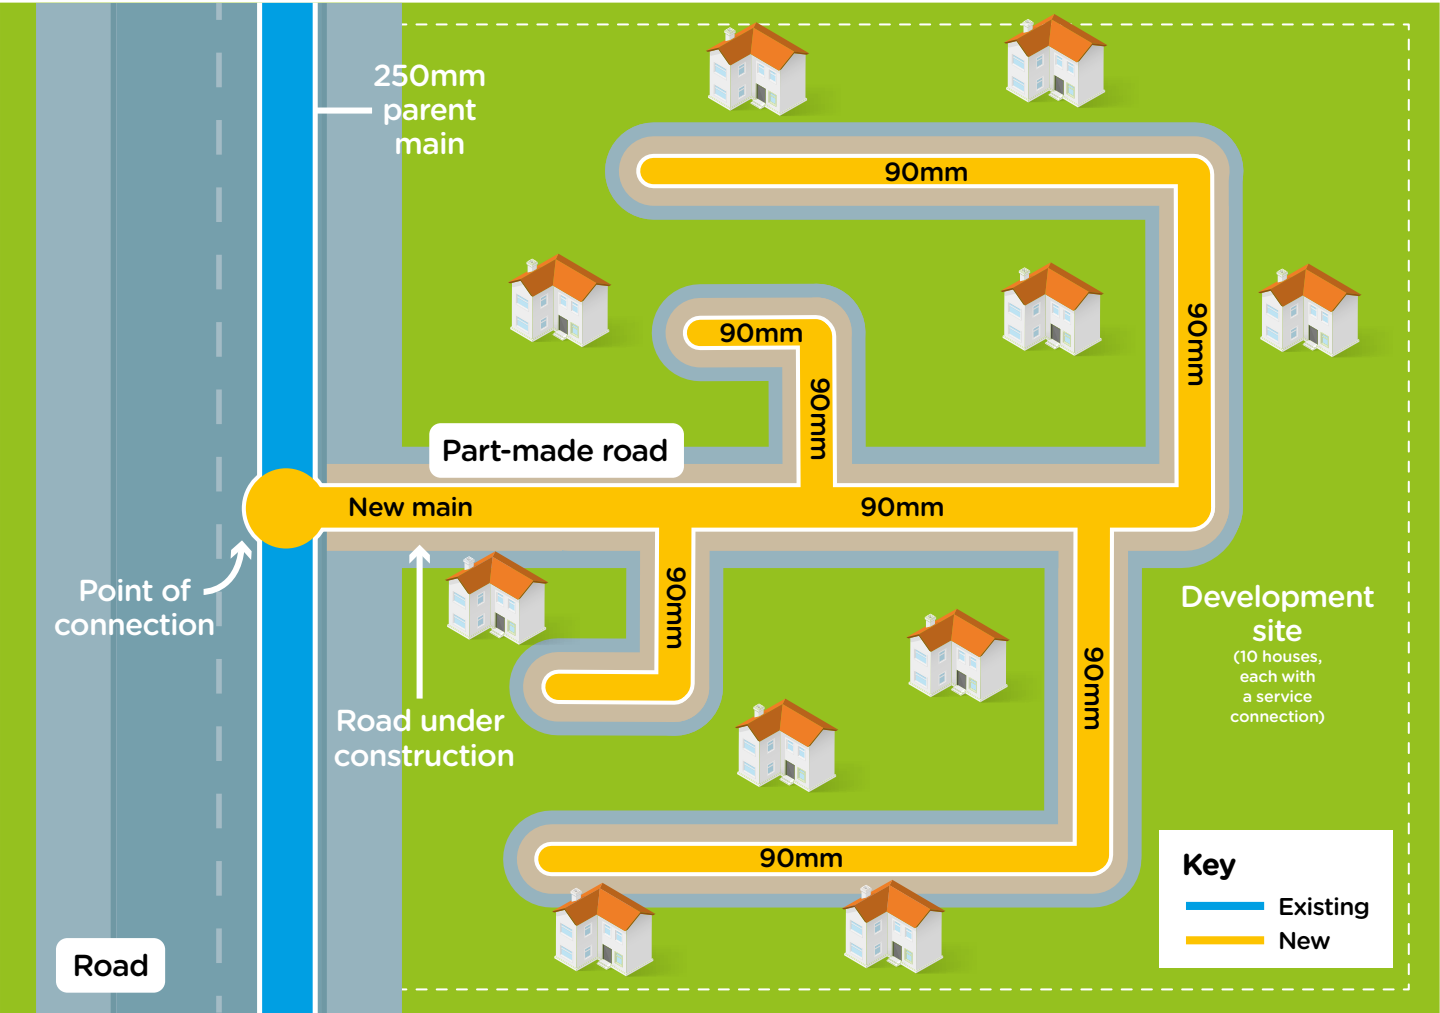 250mm
parent
main
90mm
90mm
90mm
90mm
Part-made road
New main
90mm
Point of
connection
90mm
Road under
construction
90mm
90mm
Development
site
(10 houses,
each with
a service
connection)
Key
Existing
New
Road